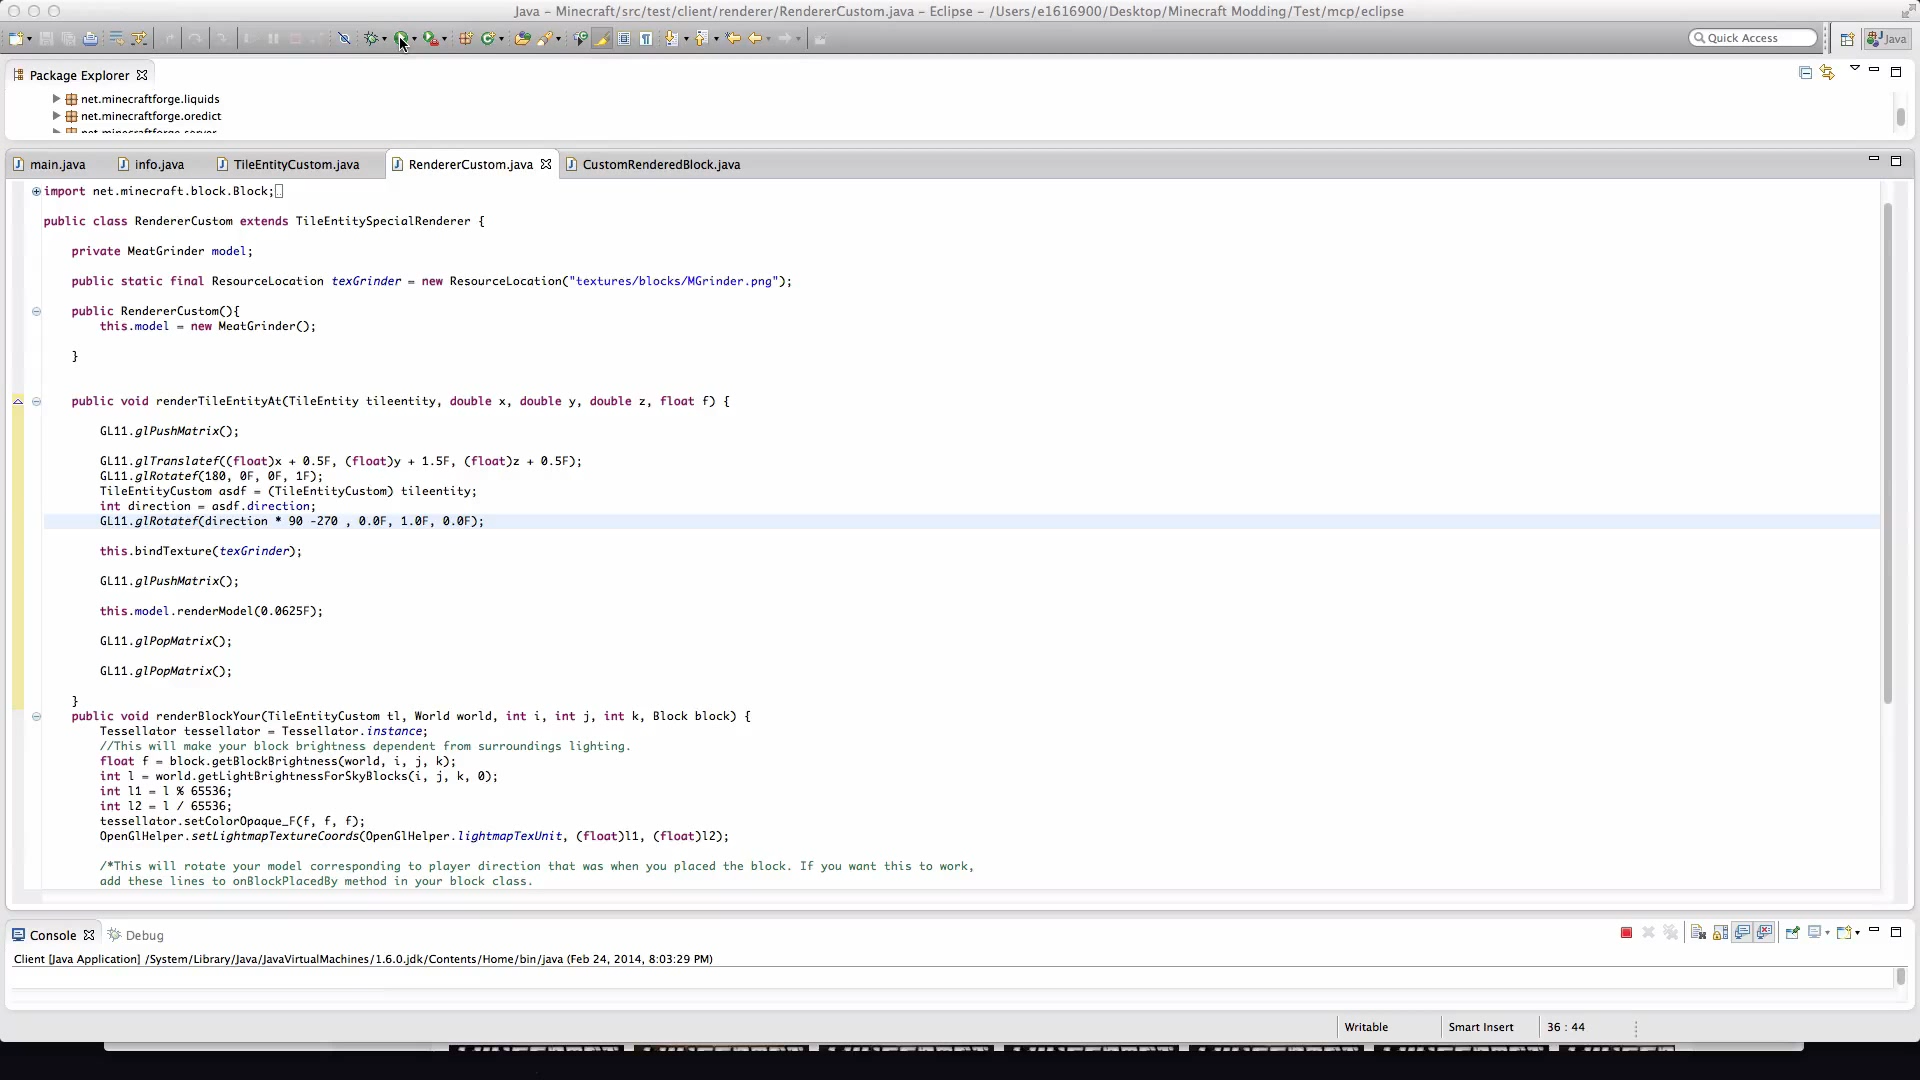 Java – Minecraft/src/test/client/renderer/RendererCustom.java – Eclipse – /Users/e1616900/Desktop/Minecraft Modding/Test/mcp/eclipse
Quick Access
Java
Package Explorer
net.minecraftforge.liquids
net.minecraftforge.oredict
net.minecraftforge.server
main.java
info.java
TileEntityCustom.java
RendererCustom.java
CustomRenderedBlock.java
import net.minecraft.block.Block;
public class RendererCustom extends TileEntitySpecialRenderer {
private MeatGrinder model;
public static final ResourceLocation texGrinder = new ResourceLocation("textures/blocks/MGrinder.png");
public RendererCustom(){
this.model = new MeatGrinder();
}
public void renderTileEntityAt(TileEntity tileentity, double x, double y, double z, float f) {
GL11.glPushMatrix();
GL11.glTranslatef((float)x + 0.5F, (float)y + 1.5F, (float)z + 0.5F);
GL11.glRotatef(180, 0F, 0F, 1F);
TileEntityCustom asdf = (TileEntityCustom) tileentity;
int direction = asdf.direction;
GL11.glRotatef(direction * 90 -270 , 0.0F, 1.0F, 0.0F);
this.bindTexture(texGrinder);
GL11.glPushMatrix();
this.model.renderModel(0.0625F);
GL11.glPopMatrix();
GL11.glPopMatrix();
}
public void renderBlockYour(TileEntityCustom tl, World world, int i, int j, int k, Block block) {
Tessellator tessellator = Tessellator.instance;
//This will make your block brightness dependent from surroundings lighting.
float f = block.getBlockBrightness(world, i, j, k);
int l = world.getLightBrightnessForSkyBlocks(i, j, k, 0);
int l1 = l % 65536;
int l2 = l / 65536;
tessellator.setColorOpaque_F(f, f, f);
OpenGlHelper.setLightmapTextureCoords(OpenGlHelper.lightmapTexUnit, (float)l1, (float)l2);
/*This will rotate your model corresponding to player direction that was when you placed the block. If you want this to work,
add these lines to onBlockPlacedBy method in your block class.
Console
Debug
Client [Java Application] /System/Library/Java/JavaVirtualMachines/1.6.0.jdk/Contents/Home/bin/java (Feb 24, 2014, 8:03:29 PM)
Writable
Smart Insert
36 : 44